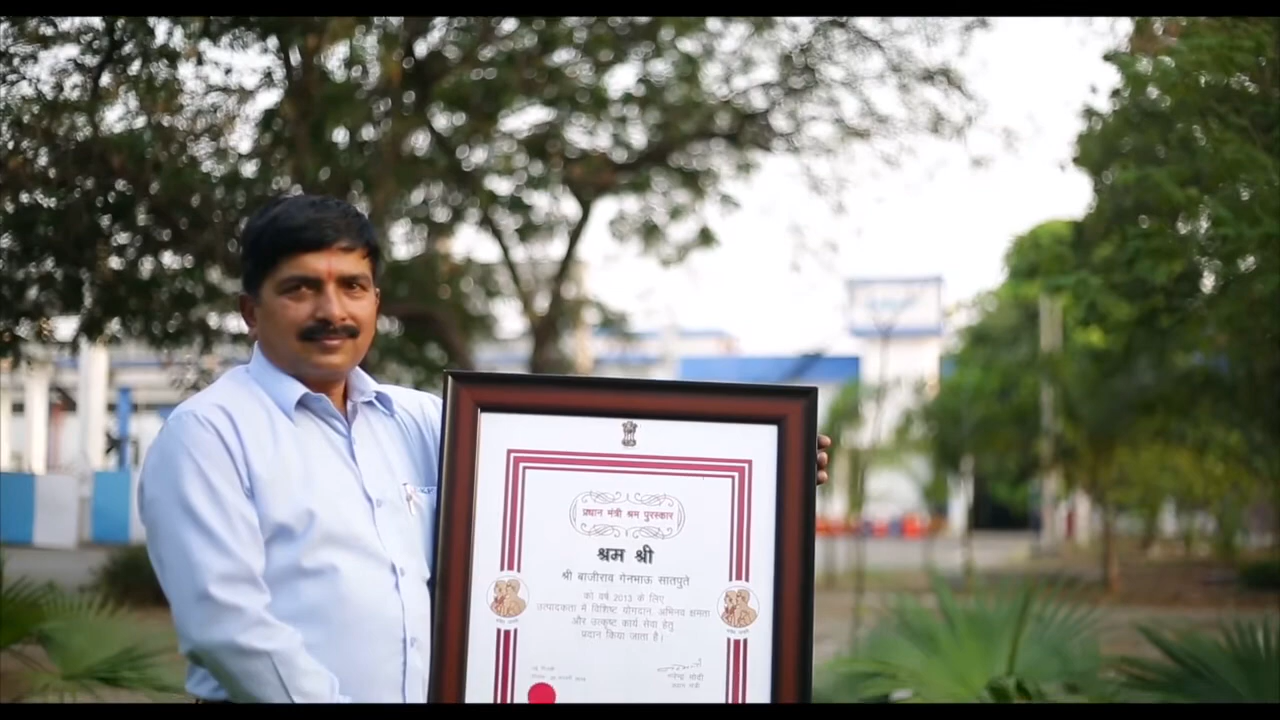 प्रधान मंत्री श्रम पुरस्कार
श्रम श्री
श्री बाजीराव गेनभाऊ सातपुते
को वर्ष 2013 के लिए
उत्पादकता में विशिष्ट योगदान, अभिनव क्षमता
और उत्कृष्ट कार्य सेवा हेतु
प्रदान किया जाता है।
नरेन्द्र मोदी
प्रधान मंत्री